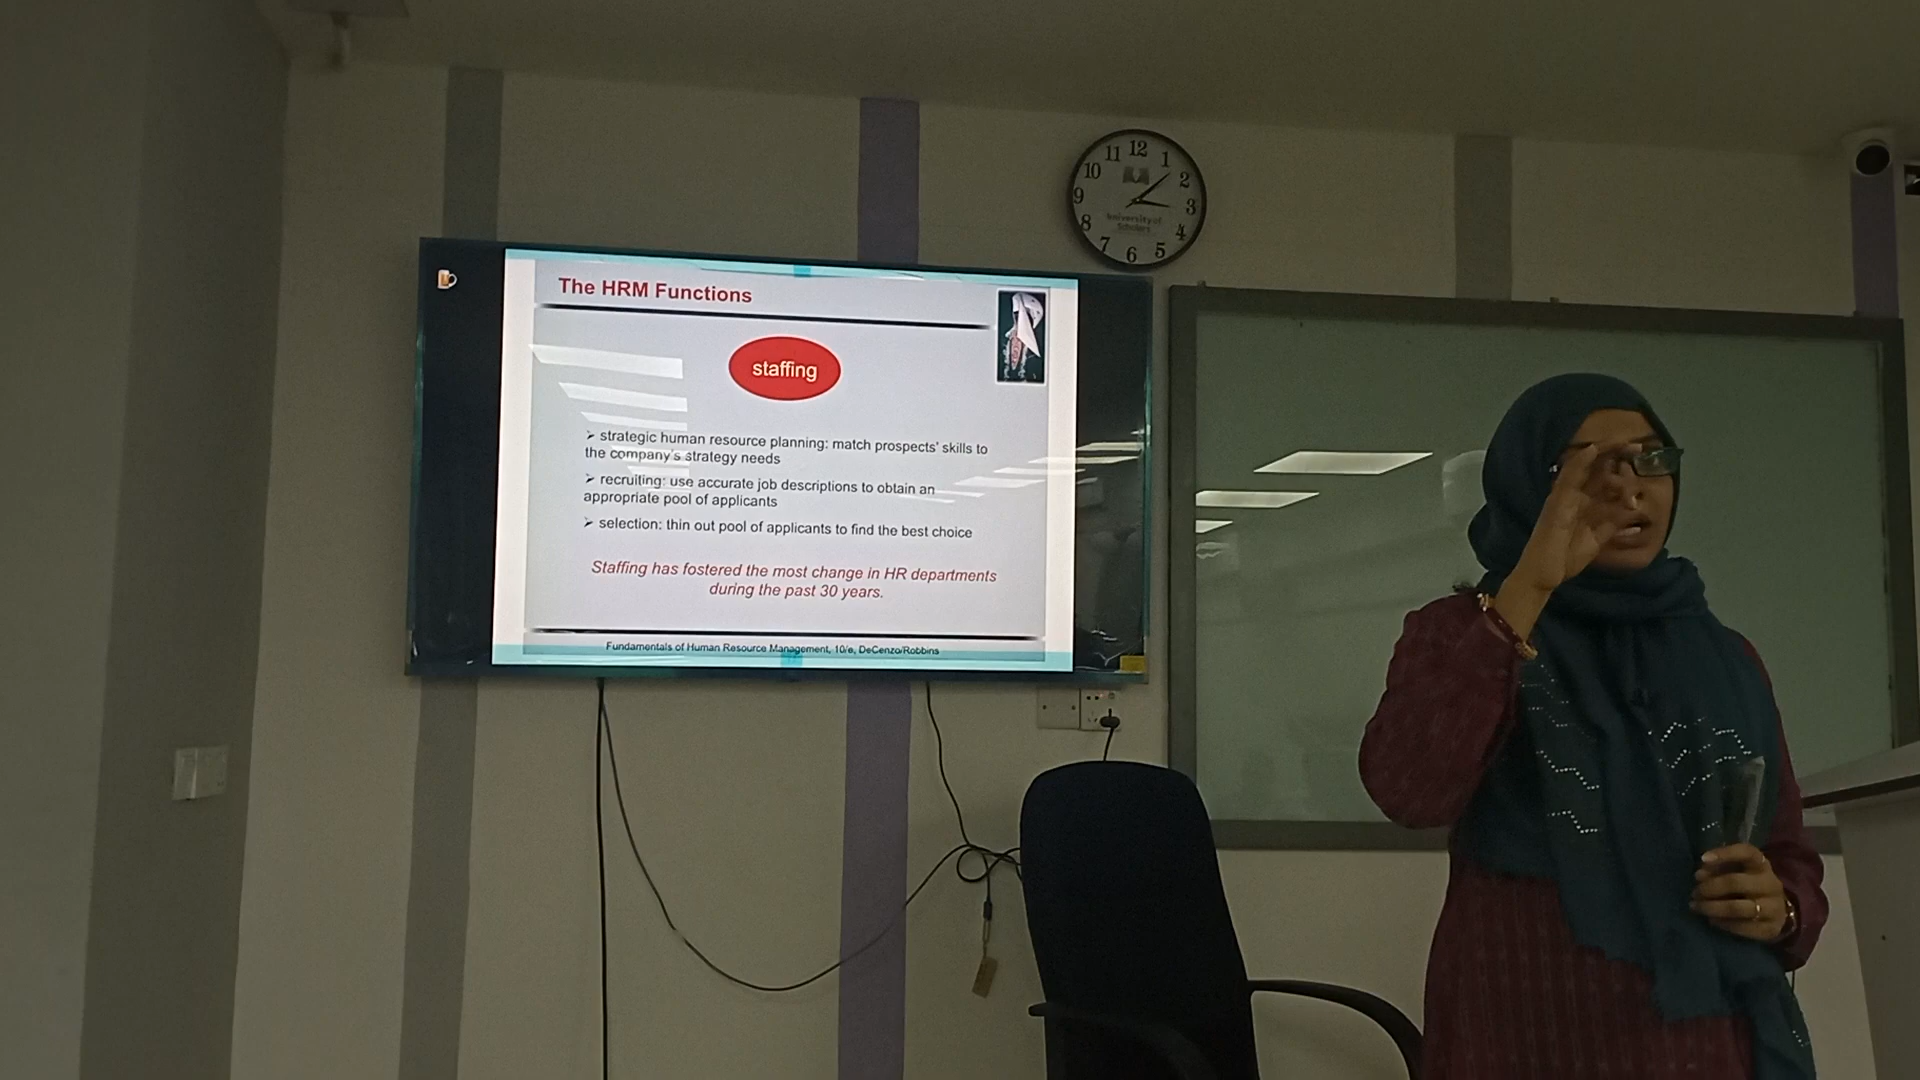 The HRM Functions
staffing
➢ strategic human resource planning: match prospects' skills to
the company's strategy needs
➢ recruiting: use accurate job descriptions to obtain an
appropriate pool of applicants
➢ selection: thin out pool of applicants to find the best choice
Staffing has fostered the most change in HR departments
during the past 30 years.
Fundamentals of Human Resource Management, 10/e, DeCenzo/Robbins
12
1
2
3
4
5
6
7
8
9
10
11
University of
Scholars